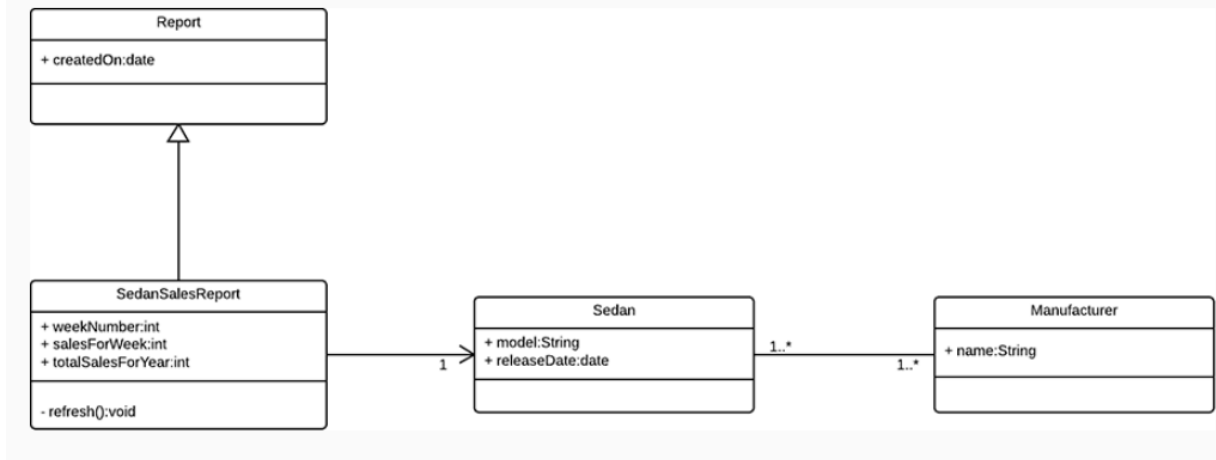 Report
+ createdOn:date
SedanSalesReport
+ weekNumber:int
+ salesForWeek:int
+ totalSalesForYear:int
- refresh():void
1
Sedan
+ model:String
+ releaseDate:date
1..*
1..*
Manufacturer
+ name:String